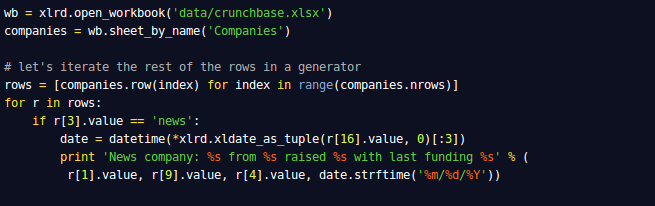 wb = xlrd.open_workbook('data/crunchbase.xlsx')
companies = wb.sheet_by_name('Companies')
# let's iterate the rest of the rows in a generator
rows = [companies.row(index) for index in range(companies.nrows)]
for r in rows:
    if r[3].value == 'news':
        date = datetime(*xlrd.xldate_as_tuple(r[16].value, 0)[:3])
        print 'News company: %s from %s raised %s with last funding %s' % (
         r[1].value, r[9].value, r[4].value, date.strftime('%m/%d/%Y'))